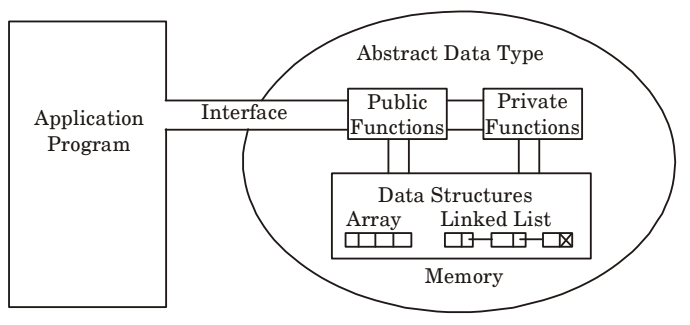 Abstract Data Type
Application
Program
Interface
Public
Functions
Private
Functions
Data Structures
Array
Linked List
Memory